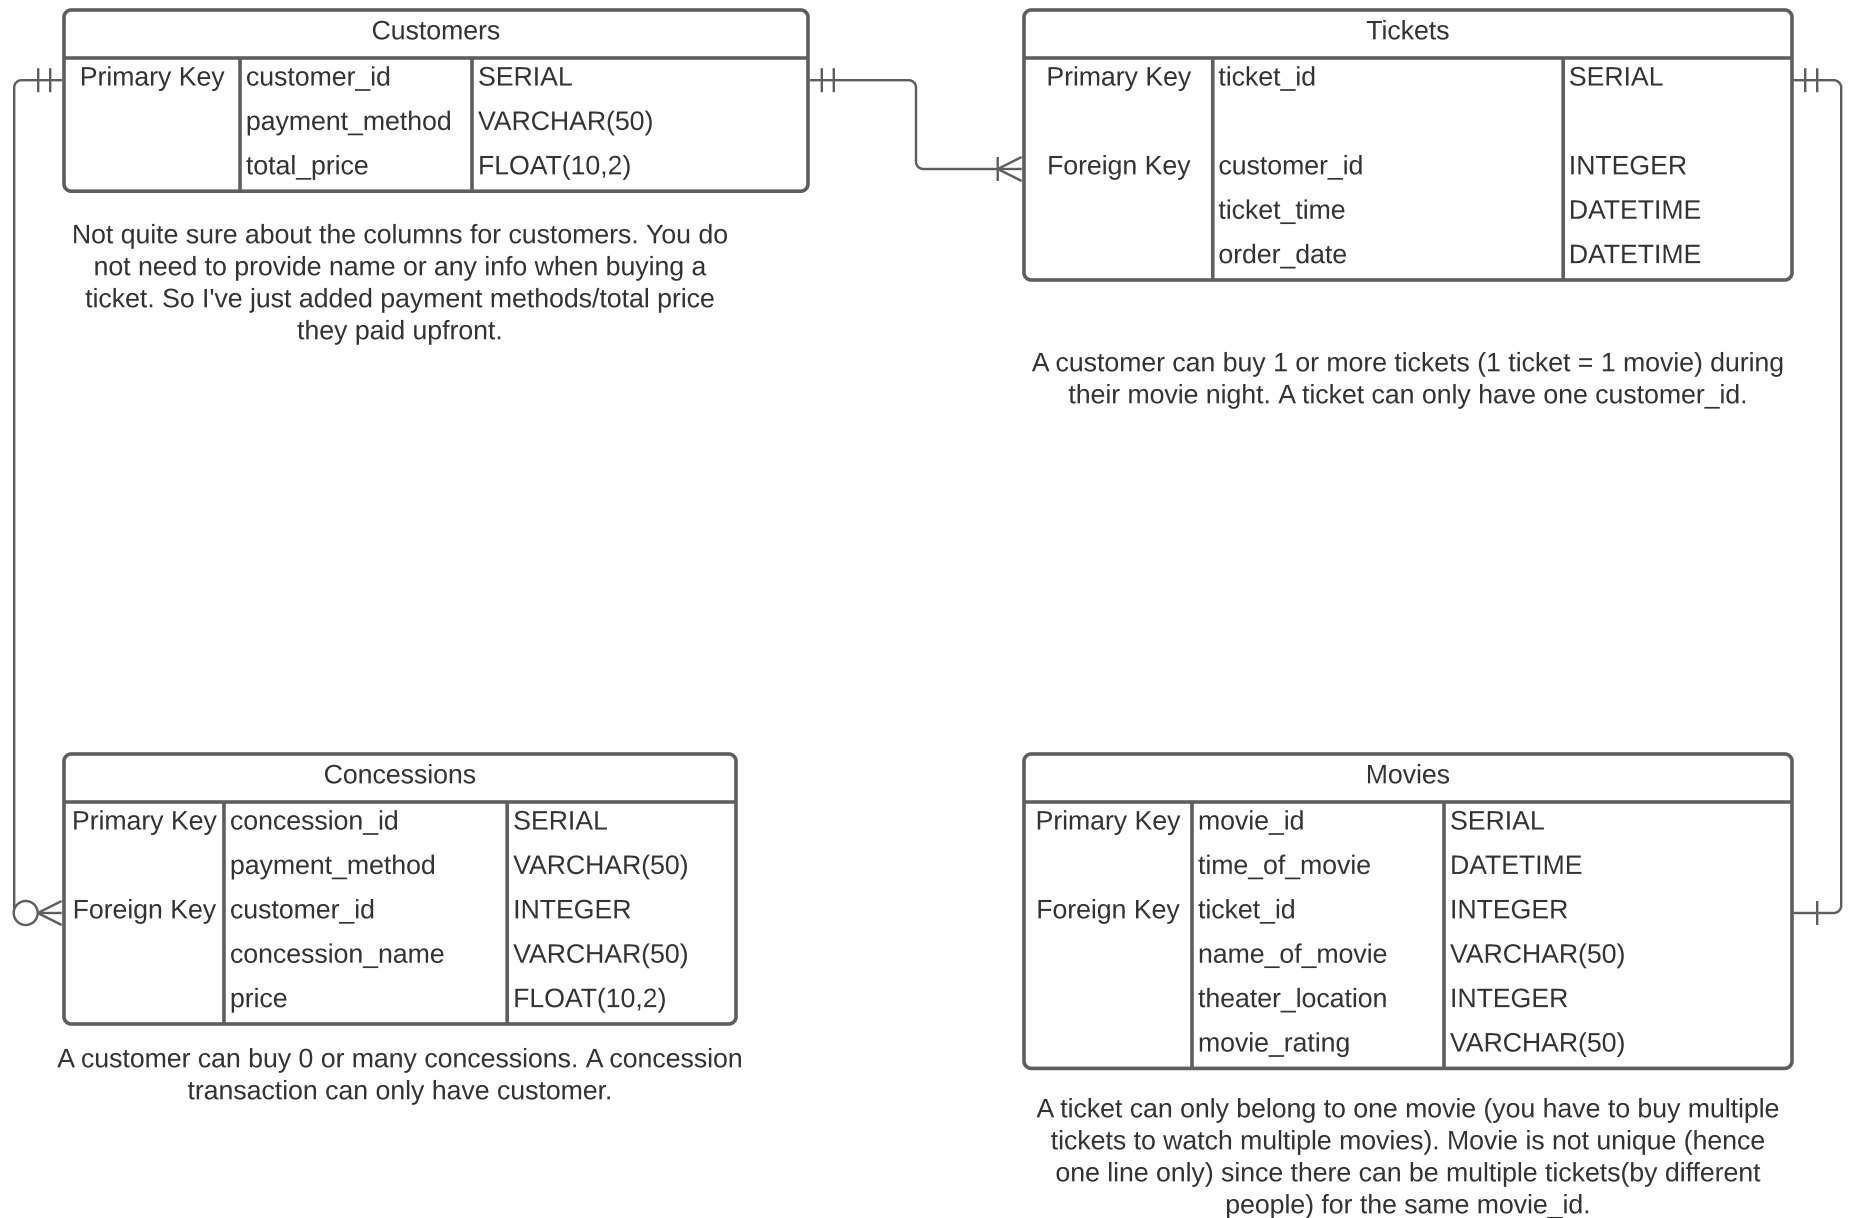 Customers
Primary Key customer_id SERIAL
payment_method VARCHAR(50)
total_price FLOAT(10,2)
Not quite sure about the columns for customers. You do
not need to provide name or any info when buying a
ticket. So I've just added payment methods/total price
they paid upfront.
Tickets
Primary Key ticket_id SERIAL
Foreign Key customer_id INTEGER
ticket_time DATETIME
order_date DATETIME
A customer can buy 1 or more tickets (1 ticket = 1 movie) during
their movie night. A ticket can only have one customer_id.
Concessions
Primary Key concession_id SERIAL
payment_method VARCHAR(50)
Foreign Key customer_id INTEGER
concession_name VARCHAR(50)
price FLOAT(10,2)
A customer can buy 0 or many concessions. A concession
transaction can only have customer.
Movies
Primary Key movie_id SERIAL
time_of_movie DATETIME
Foreign Key ticket_id INTEGER
name_of_movie VARCHAR(50)
theater_location INTEGER
movie_rating VARCHAR(50)
A ticket can only belong to one movie (you have to buy multiple
tickets to watch multiple movies). Movie is not unique (hence
one line only) since there can be multiple tickets(by different
people) for the same movie_id.